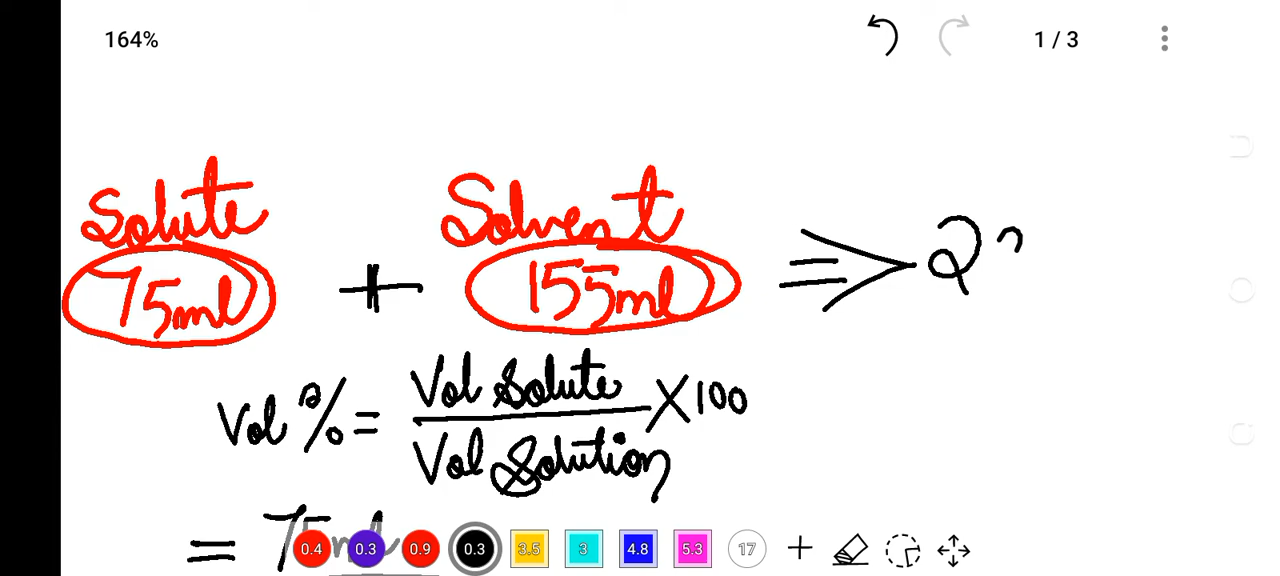 164% 1 / 3
Solute Solvent
75ml + 155ml ⇒ Q
Vol % = Vol Solute / Vol Solution X 100
= 75ml
0.4 0.3 0.9 0.3 3.5 3 4.8 5.3 17 +